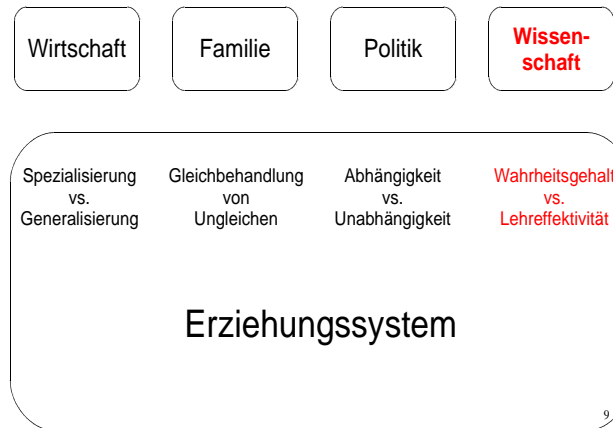 Wirtschaft
Familie
Politik
Wissen-
schaft
Spezialisierung
vs.
Generalisierung
Gleichbehandlung
von
Ungleichen
Abhängigkeit
vs.
Unabhängigkeit
Wahrheitsgehalt
vs.
Lehreffektivität
Erziehungssystem
9